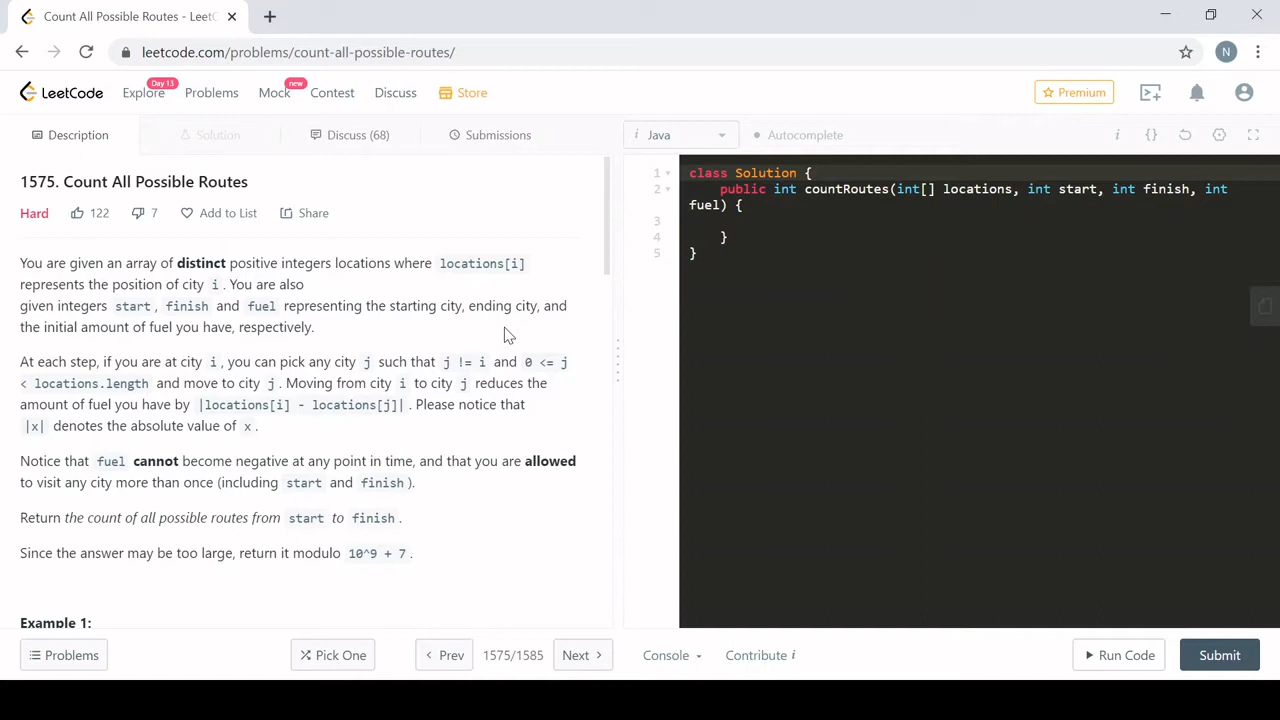 Count All Possible Routes - LeetC
leetcode.com/problems/count-all-possible-routes/
N
LeetCode
Explore
Day 13
Problems
Mock
new
Contest
Discuss
Store
Premium
Description
Solution
Discuss (68)
Submissions
i Java
Autocomplete
i {}
1575. Count All Possible Routes
Hard
122
7
Add to List
Share
You are given an array of distinct positive integers locations where locations[i]
represents the position of city i. You are also
given integers start, finish and fuel representing the starting city, ending city, and
the initial amount of fuel you have, respectively.
At each step, if you are at city i, you can pick any city j such that j != i and 0 <= j
< locations.length and move to city j. Moving from city i to city j reduces the
amount of fuel you have by |locations[i] - locations[j]|. Please notice that
|x| denotes the absolute value of x.
Notice that fuel cannot become negative at any point in time, and that you are allowed
to visit any city more than once (including start and finish).
Return the count of all possible routes from start to finish.
Since the answer may be too large, return it modulo 10^9 + 7.
Example 1:
1 class Solution {
2 public int countRoutes(int[] locations, int start, int finish, int
fuel) {
3
4 }
5 }
Problems
Pick One
Prev
1575/1585
Next
Console
Contribute i
Run Code
Submit